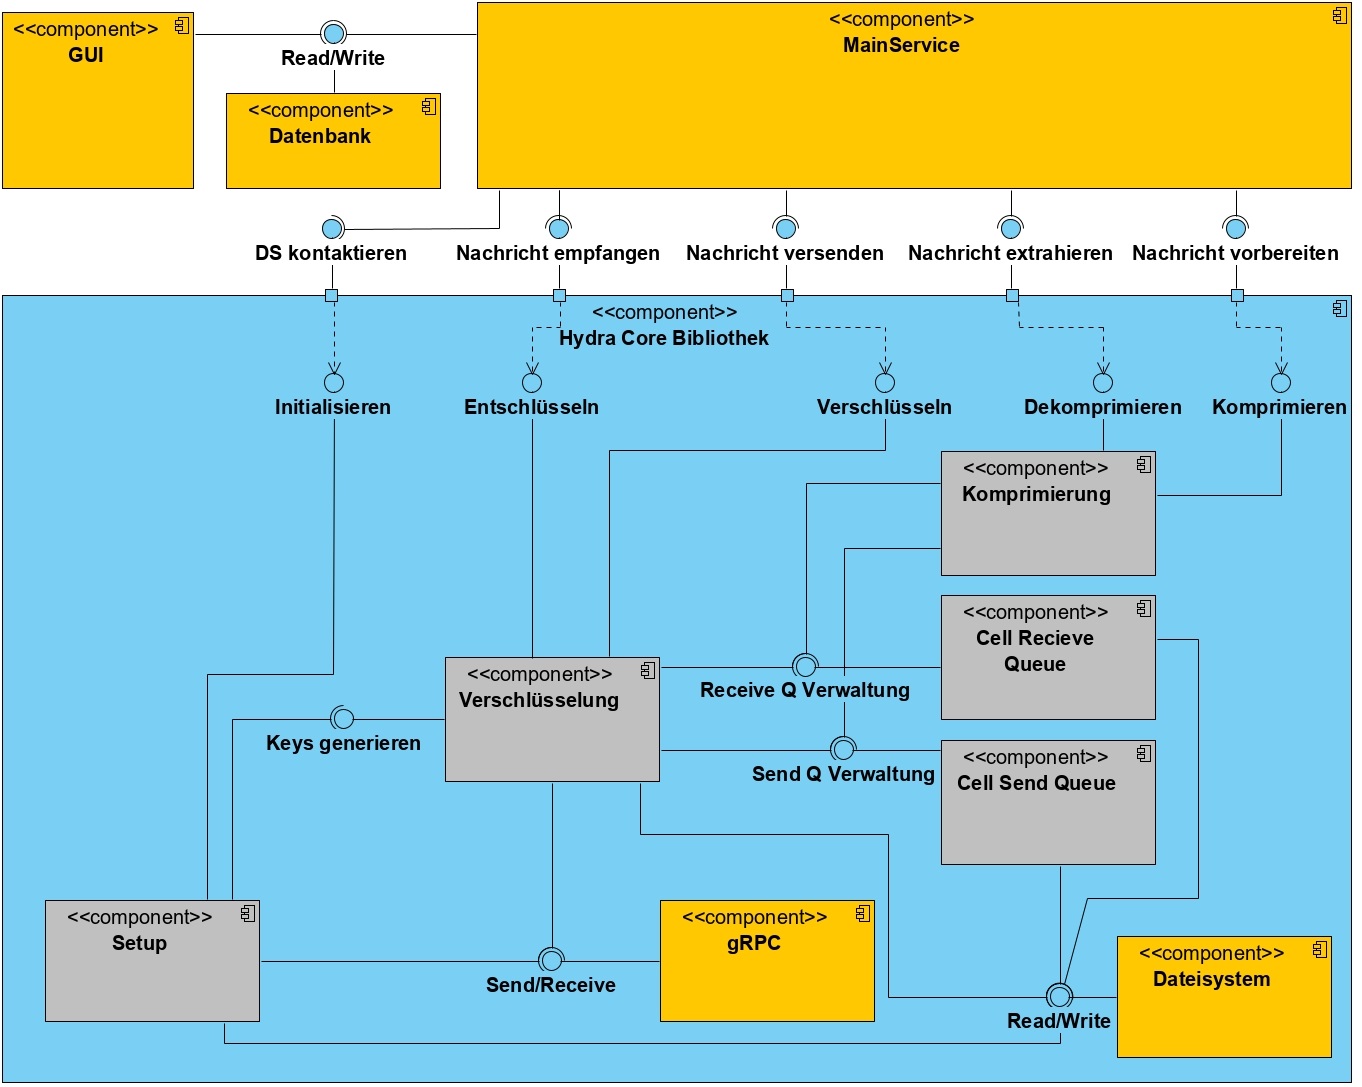 <<component>>
GUI
Read/Write
<<component>>
Datenbank
<<component>>
MainService
DS kontaktieren
Nachricht empfangen
Nachricht versenden
Nachricht extrahieren
Nachricht vorbereiten
<<component>>
Hydra Core Bibliothek
Initialisieren
Entschlüsseln
Verschlüsseln
Dekomprimieren
Komprimieren
<<component>>
Komprimierung
<<component>>
Cell Recieve
Queue
<<component>>
Verschlüsselung
Receive Q Verwaltung
Keys generieren
Send Q Verwaltung
<<component>>
Cell Send Queue
<<component>>
Setup
Send/Receive
<<component>>
gRPC
Read/Write
<<component>>
Dateisystem